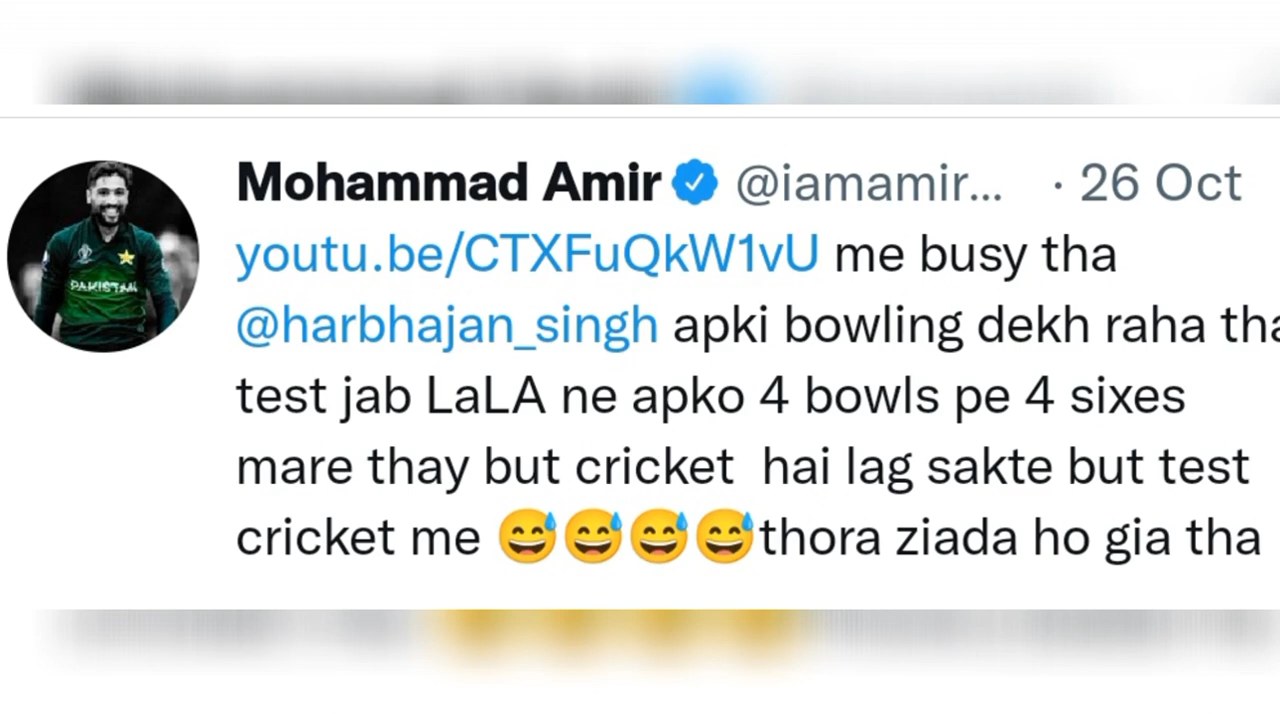 Mohammad Amir @iamamir... · 26 Oct
youtu.be/CTXFuQkW1vU me busy tha
@harbhajan_singh apki bowling dekh raha tha
test jab LaLA ne apko 4 bowls pe 4 sixes
mare thay but cricket hai lag sakte but test
cricket me 😅😅😅😅thora ziada ho gia tha
PAKISTAN